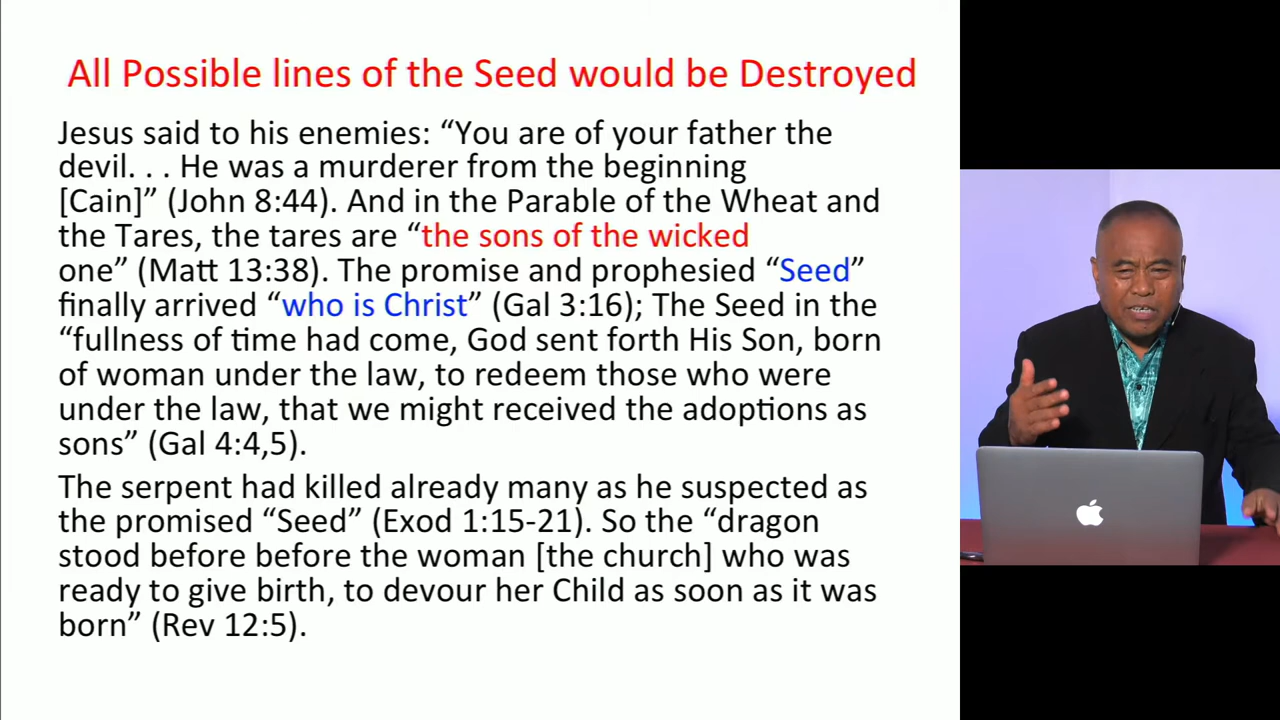 All Possible lines of the Seed would be Destroyed
Jesus said to his enemies: “You are of your father the
devil. . . He was a murderer from the beginning
[Cain]” (John 8:44). And in the Parable of the Wheat and
the Tares, the tares are “the sons of the wicked
one” (Matt 13:38). The promise and prophesied “Seed”
finally arrived “who is Christ” (Gal 3:16); The Seed in the
“fullness of time had come, God sent forth His Son, born
of woman under the law, to redeem those who were
under the law, that we might received the adoptions as
sons” (Gal 4:4,5).
The serpent had killed already many as he suspected as
the promised “Seed” (Exod 1:15-21). So the “dragon
stood before before the woman [the church] who was
ready to give birth, to devour her Child as soon as it was
born” (Rev 12:5).